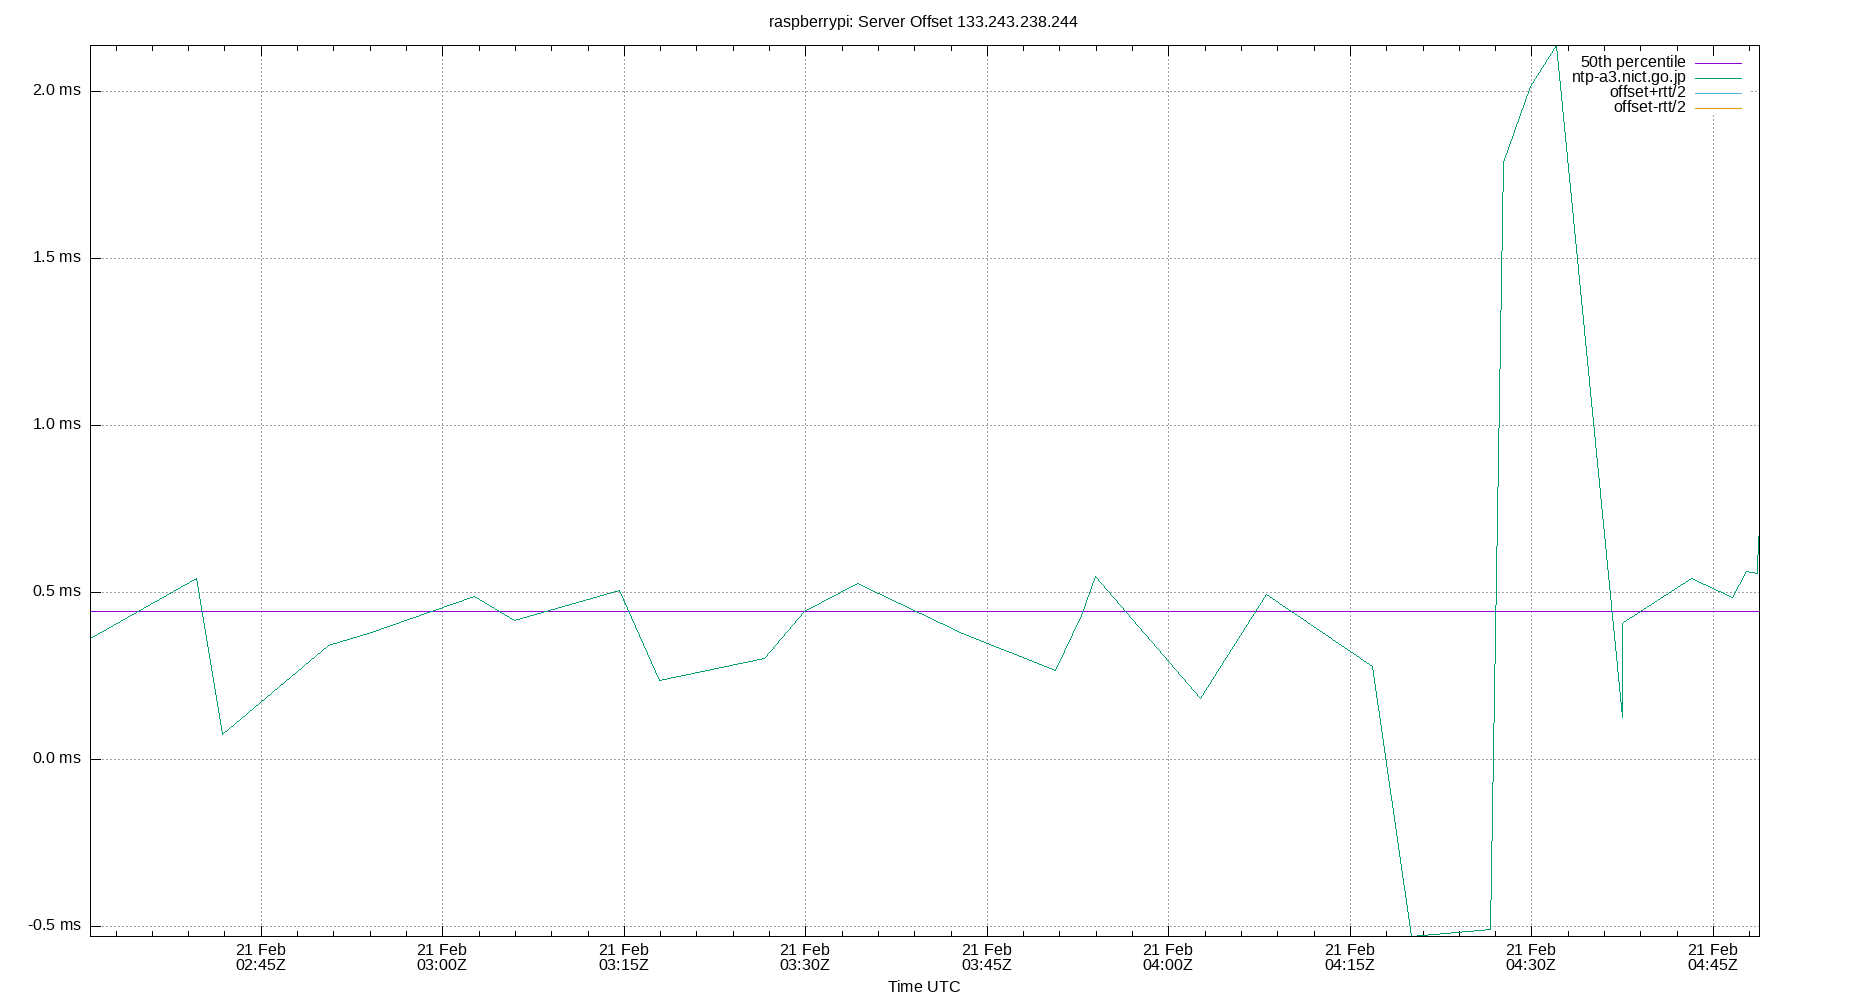 raspberrypi: Server Offset 133.243.238.244
50th percentile
ntp-a3.nict.go.jp
offset+rtt/2
offset-rtt/2
2.0 ms
1.5 ms
1.0 ms
0.5 ms
0.0 ms
-0.5 ms
21 Feb 21 Feb 21 Feb 21 Feb 21 Feb 21 Feb 21 Feb 21 Feb 21 Feb
02:45Z 03:00Z 03:15Z 03:30Z 03:45Z 04:00Z 04:15Z 04:30Z 04:45Z
Time UTC